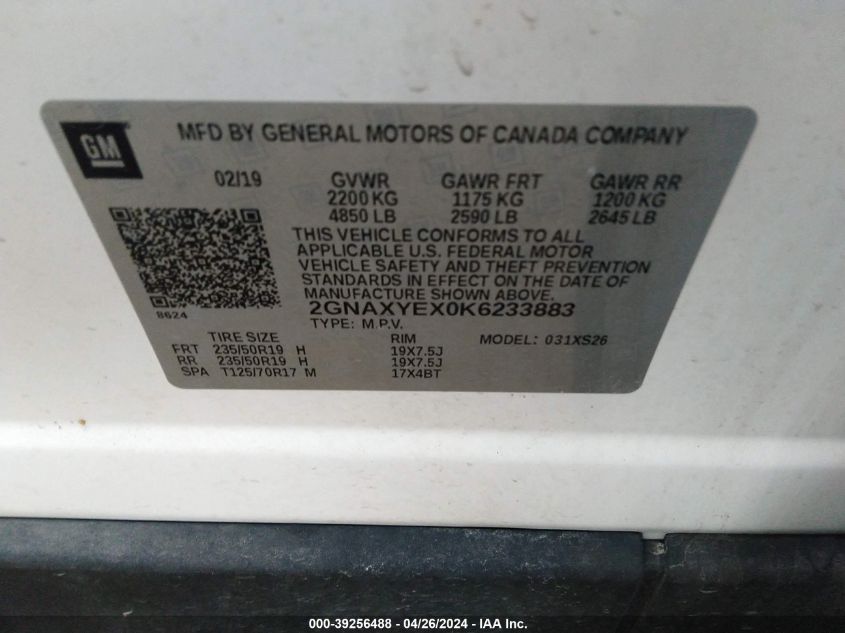 GM
MFD BY GENERAL MOTORS OF CANADA COMPANY
02/19 GVWR GAWR FRT GAWR RR
2200 KG 1175 KG 1200 KG
4850 LB 2590 LB 2645 LB
THIS VEHICLE CONFORMS TO ALL
APPLICABLE U.S. FEDERAL MOTOR
VEHICLE SAFETY AND THEFT PREVENTION
STANDARDS IN EFFECT ON THE DATE OF
MANUFACTURE SHOWN ABOVE.
8624
2GNAXYEX0K6233883
TYPE: M.P.V.
TIRE SIZE RIM MODEL: 031XS26
FRT 235/50R19 H 19X7.5J
RR 235/50R19 H 19X7.5J
SPA T125/70R17 M 17X4BT
000-39256488 - 04/26/2024 - IAA Inc.